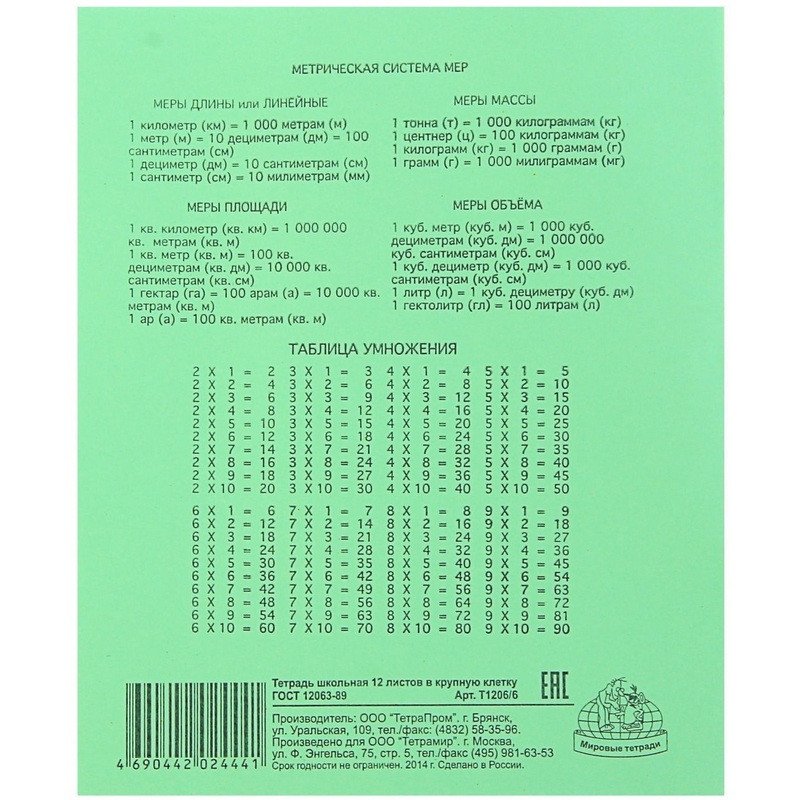 МЕТРИЧЕСКАЯ СИСТЕМА МЕР
МЕРЫ ДЛИНЫ или ЛИНЕЙНЫЕ
1 километр (км) = 1 000 метрам (м)
1 метр (м) = 10 дециметрам (дм) = 100
сантиметрам (см)
1 дециметр (дм) = 10 сантиметрам (см)
1 сантиметр (см) = 10 милиметрам (мм)
МЕРЫ МАССЫ
1 тонна (т) = 1 000 килограммам (кг)
1 центнер (ц) = 100 килограммам (кг)
1 килограмм (кг) = 1 000 граммам (г)
1 грамм (г) = 1 000 милиграммам (мг)
МЕРЫ ПЛОЩАДИ
1 кв. километр (кв. км) = 1 000 000
кв. метрам (кв. м)
1 кв. метр (кв. м) = 100 кв.
дециметрам (кв. дм) = 10 000 кв.
сантиметрам (кв. см)
1 гектар (га) = 100 арам (а) = 10 000 кв.
метрам (кв. м)
1 ар (а) = 100 кв. метрам (кв. м)
МЕРЫ ОБЪЁМА
1 куб. метр (куб. м) = 1 000 куб.
дециметрам (куб. дм) = 1 000 000
куб. сантиметрам (куб. см)
1 куб. дециметр (куб. дм) = 1 000 куб.
сантиметрам (куб. см)
1 литр (л) = 1 куб. дециметру (куб. дм)
1 гектолитр (гл) = 100 литрам (л)
ТАБЛИЦА УМНОЖЕНИЯ
2 X 1 = 2 3 X 1 = 3 4 X 1 = 4 5 X 1 = 5
2 X 2 = 4 3 X 2 = 6 4 X 2 = 8 5 X 2 = 10
2 X 3 = 6 3 X 3 = 9 4 X 3 = 12 5 X 3 = 15
2 X 4 = 8 3 X 4 = 12 4 X 4 = 16 5 X 4 = 20
2 X 5 = 10 3 X 5 = 15 4 X 5 = 20 5 X 5 = 25
2 X 6 = 12 3 X 6 = 18 4 X 6 = 24 5 X 6 = 30
2 X 7 = 14 3 X 7 = 21 4 X 7 = 28 5 X 7 = 35
2 X 8 = 16 3 X 8 = 24 4 X 8 = 32 5 X 8 = 40
2 X 9 = 18 3 X 9 = 27 4 X 9 = 36 5 X 9 = 45
2 X 10 = 20 3 X 10 = 30 4 X 10 = 40 5 X 10 = 50
6 X 1 = 6 7 X 1 = 7 8 X 1 = 8 9 X 1 = 9
6 X 2 = 12 7 X 2 = 14 8 X 2 = 16 9 X 2 = 18
6 X 3 = 18 7 X 3 = 21 8 X 3 = 24 9 X 3 = 27
6 X 4 = 24 7 X 4 = 28 8 X 4 = 32 9 X 4 = 36
6 X 5 = 30 7 X 5 = 35 8 X 5 = 40 9 X 5 = 45
6 X 6 = 36 7 X 6 = 42 8 X 6 = 48 9 X 6 = 54
6 X 7 = 42 7 X 7 = 49 8 X 7 = 56 9 X 7 = 63
6 X 8 = 48 7 X 8 = 56 8 X 8 = 64 9 X 8 = 72
6 X 9 = 54 7 X 9 = 63 8 X 9 = 72 9 X 9 = 81
6 X 10 = 60 7 X 10 = 70 8 X 10 = 80 9 X 10 = 90
Тетрадь школьная 12 листов в крупную клетку
ГОСТ 12063-89 Арт. Т1206/6
EAC
Производитель: ООО "ТетраПром". г. Брянск,
ул. Уральская, 109, тел./факс: (4832) 58-35-96.
Произведено для ООО "Тетрамир". г. Москва,
ул. Ф. Энгельса, 75, стр. 5, тел./факс (495) 981-63-53
Срок годности не ограничен. 2014 г. Сделано в России.
4 690442 024441
Мировые тетради